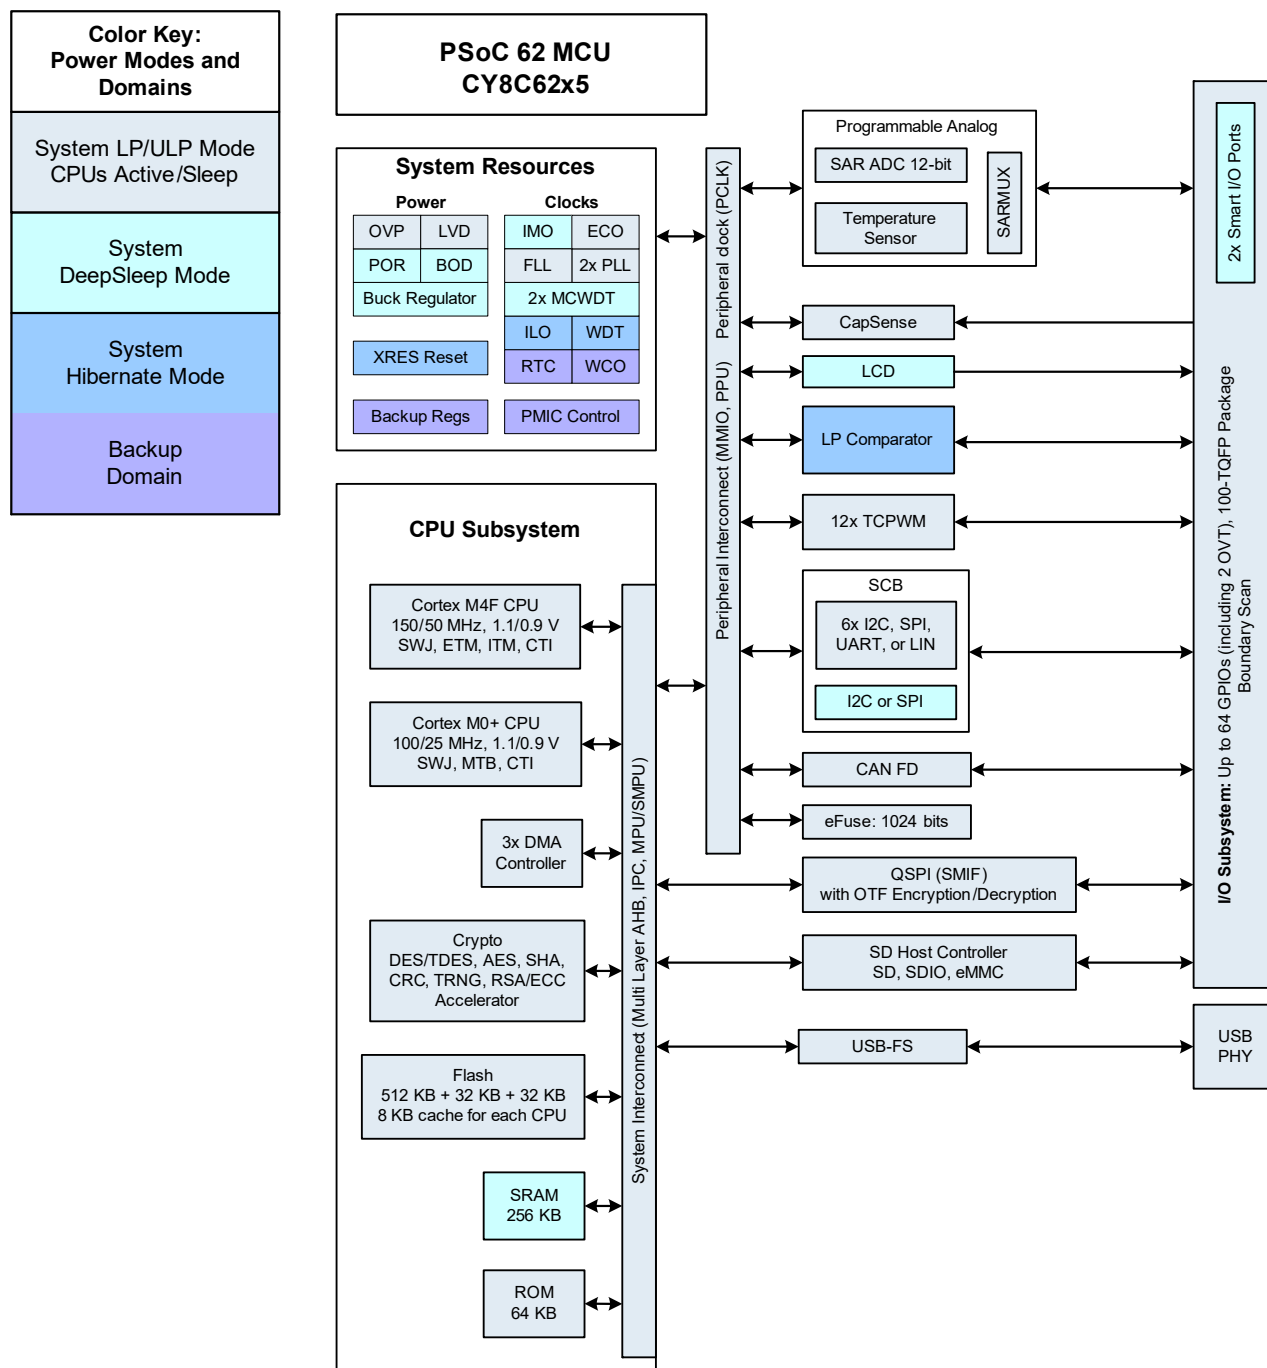 Color Key:
Power Modes and
Domains
System LP/ULP Mode
CPUs Active/Sleep
System
DeepSleep Mode
System
Hibernate Mode
Backup
Domain
PSoC 62 MCU
CY8C62x5
System Resources
Power
Clocks
OVP
LVD
POR
BOD
Buck Regulator
XRES Reset
Backup Regs
IMO
ECO
FLL
2x PLL
2x MCWDT
ILO
WDT
RTC
WCO
PMIC Control
CPU Subsystem
Cortex M4F CPU
150/50 MHz, 1.1/0.9 V
SWJ, ETM, ITM, CTI
Cortex M0+ CPU
100/25 MHz, 1.1/0.9 V
SWJ, MTB, CTI
3x DMA
Controller
Crypto
DES/TDES, AES, SHA,
CRC, TRNG, RSA/ECC
Accelerator
Flash
512 KB + 32 KB + 32 KB
8 KB cache for each CPU
SRAM
256 KB
ROM
64 KB
System Interconnect (Multi Layer AHB, IPC, MPU/SMPU)
Peripheral Interconnect (MMIO, PPU)
Peripheral dock (PCLK)
Programmable Analog
SAR ADC 12-bit
Temperature
Sensor
SARMUX
CapSense
LCD
LP Comparator
12x TCPWM
SCB
6x I2C, SPI,
UART, or LIN
I2C or SPI
CAN FD
eFuse: 1024 bits
QSPI (SMIF)
with OTF Encryption/Decryption
SD Host Controller
SD, SDIO, eMMC
USB-FS
2x Smart I/O Ports
I/O Subsystem: Up to 64 GPIOs (including 2 OVT), 100-TQFP Package
Boundary Scan
USB
PHY